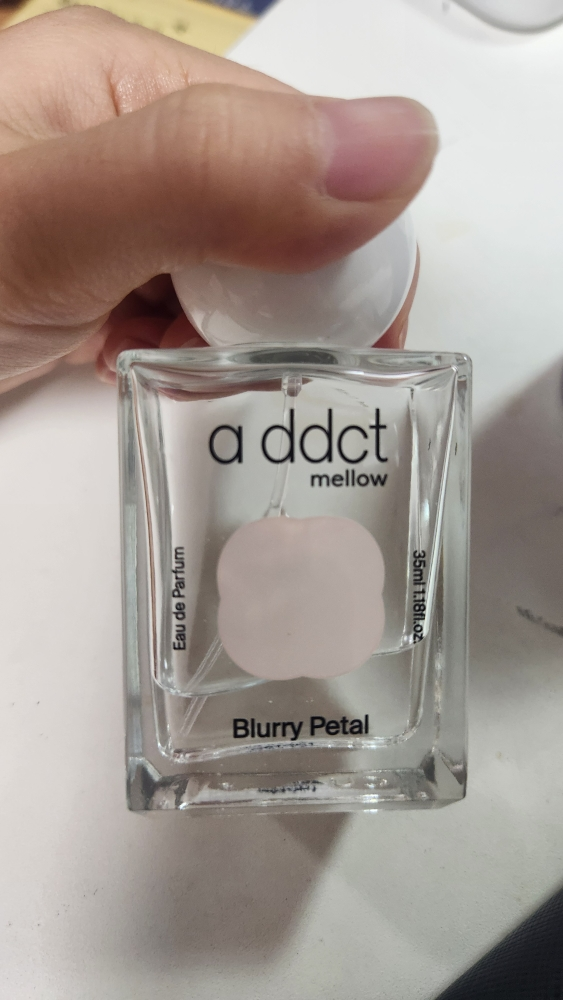 a ddct
mellow
Eau de Parfum
35ml 1.18fl.oz.
Blurry Petal